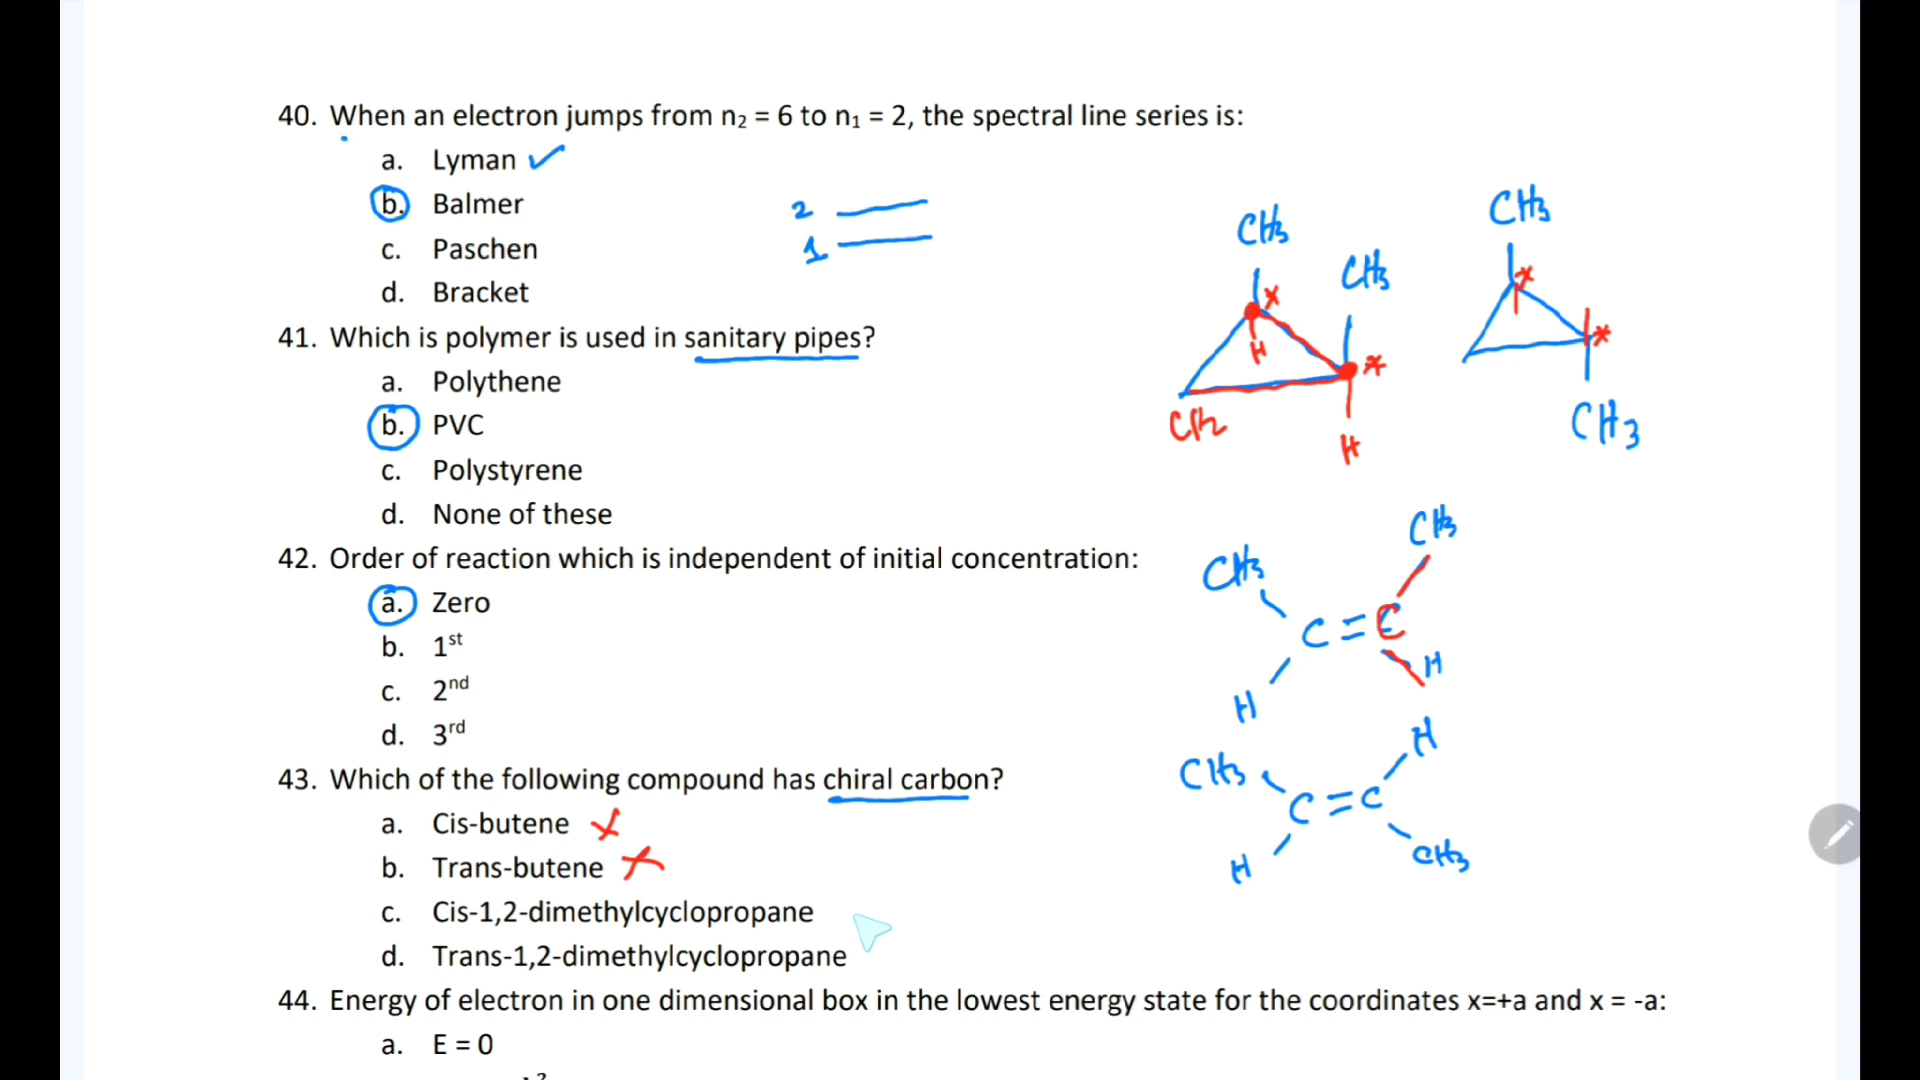 40. When an electron jumps from n₂ = 6 to n₁ = 2, the spectral line series is:
a. Lyman ✓
b. Balmer
c. Paschen
d. Bracket
2
1
41. Which is polymer is used in sanitary pipes?
a. Polythene
b. PVC
c. Polystyrene
d. None of these
42. Order of reaction which is independent of initial concentration:
a. Zero
b. 1ˢᵗ
c. 2ⁿᵈ
d. 3ʳᵈ
43. Which of the following compound has chiral carbon?
a. Cis-butene ✗
b. Trans-butene ✗
c. Cis-1,2-dimethylcyclopropane
d. Trans-1,2-dimethylcyclopropane
44. Energy of electron in one dimensional box in the lowest energy state for the coordinates x=+a and x = -a:
a. E = 0
CH3
CH3
*
H
*
CH2
H
CH3
*
*
CH3
CH3
CH3
C=C
H
H
CH3
H
C=C
H
CH3